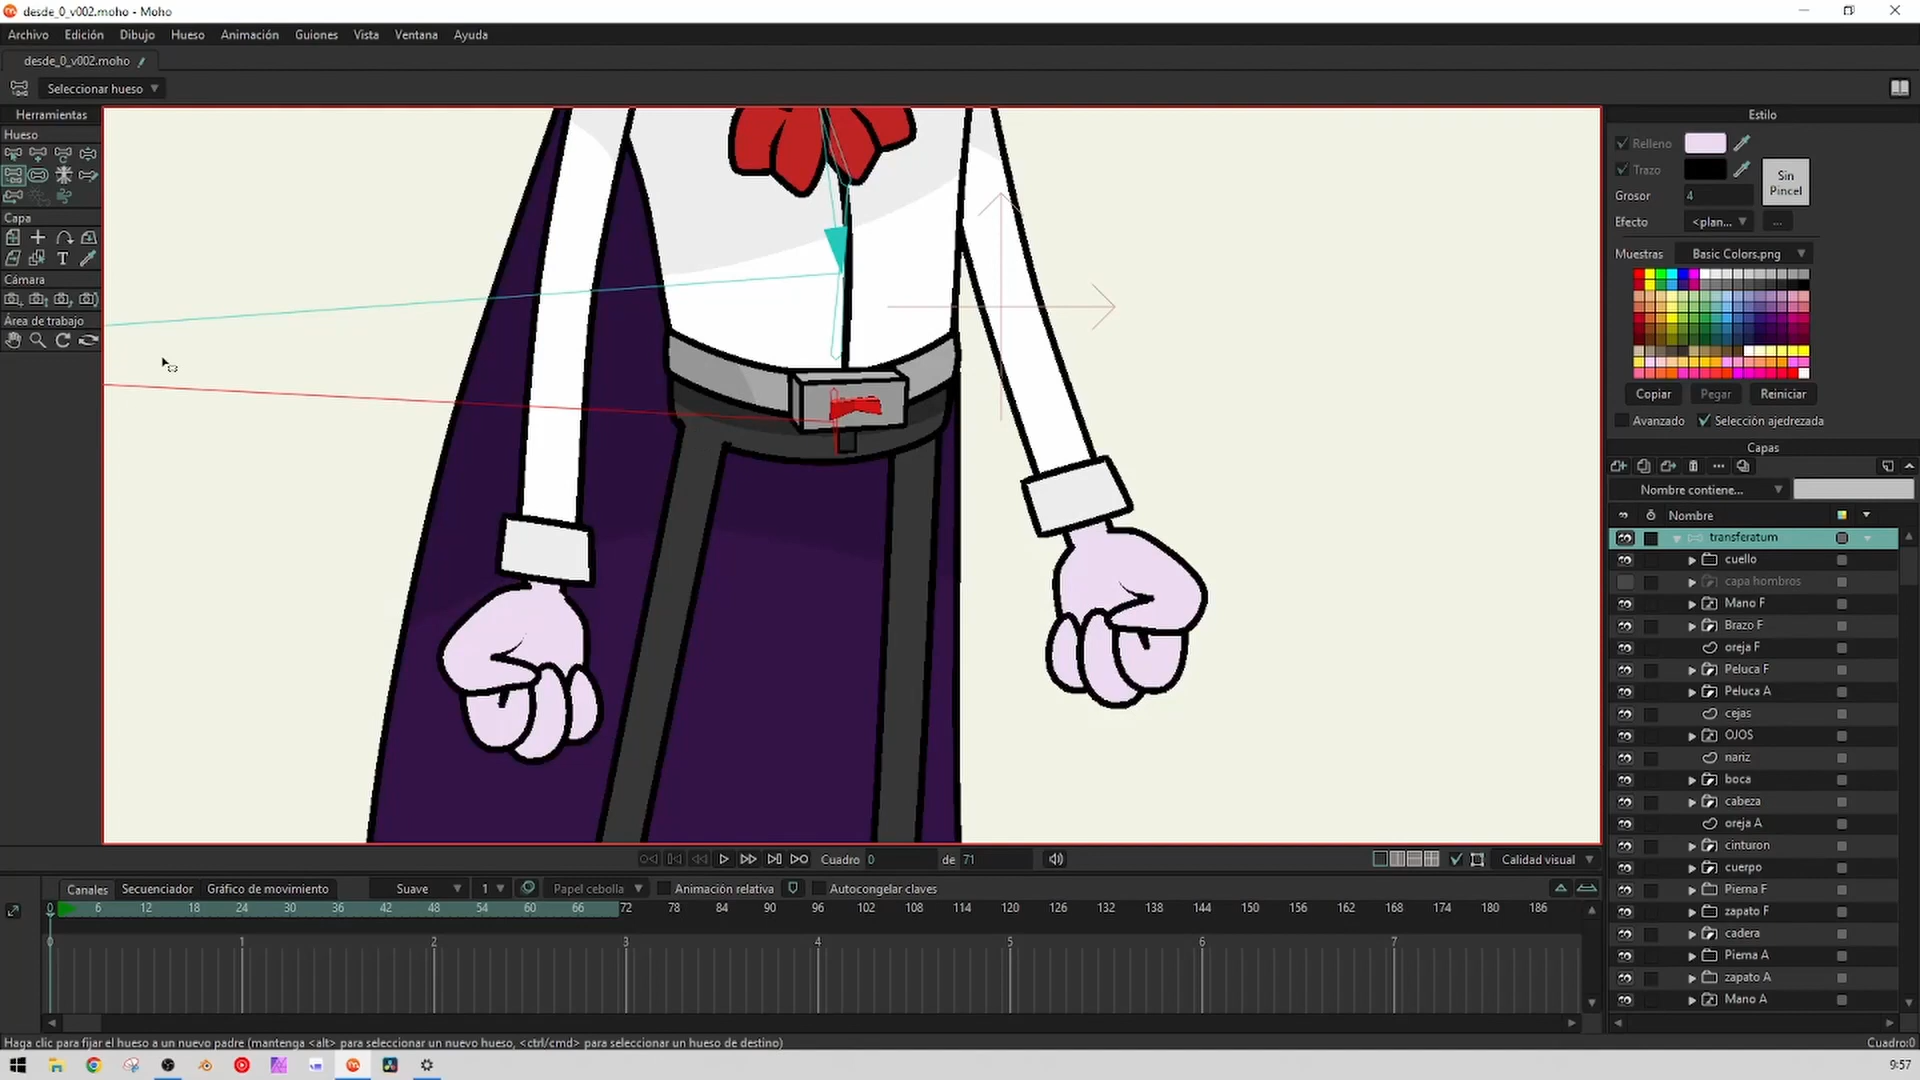 desde_0_v002.moho - Moho
Archivo Edición Dibujo Hueso Animación Guiones Vista Ventana Ayuda
desde_0_v002.moho
Seleccionar hueso
Herramientas
Hueso
Capa
Cámara
Área de trabajo
Estilo
Relleno
Trazo
Sin Pincel
Grosor 4
Efecto <plan... ...
Muestras Basic Colors.png
Copiar Pegar Reiniciar
Avanzado Selección ajedrezada
Capas
Nombre contiene...
Nombre
transferatum
cuello
capa hombros
Mano F
Brazo F
oreja F
Peluca F
Peluca A
cejas
OJOS
nariz
boca
cabeza
oreja A
cinturon
cuerpo
Pierna F
zapato F
cadera
Pierna A
zapato A
Mano A
Cuadro 0 de 71
Calidad visual
Canales Secuenciador Gráfico de movimiento Suave 1 Papel cebolla Animación relativa Autocongelar claves
0 6 12 18 24 30 36 42 48 54 60 66 72 78 84 90 96 102 108 114 120 126 132 138 144 150 156 162 168 174 180 186
0 1 2 3 4 5 6 7
Haga clic para fijar el hueso a un nuevo padre (mantenga <alt> para seleccionar un nuevo hueso, <ctrl/cmd> para seleccionar un hueso de destino)
Cuadro:0
9:57